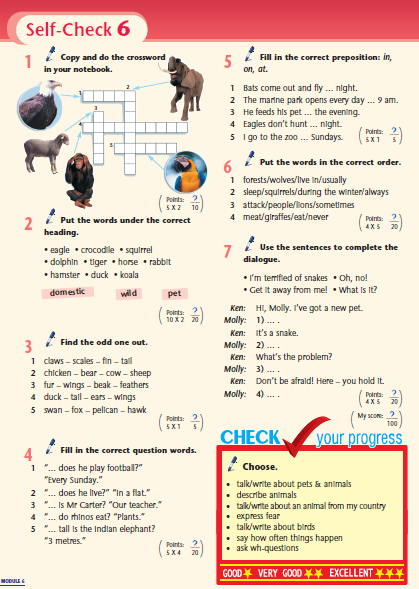 Self-Check 6
1 Copy and do the crossword
in your notebook.
1
2
3
4
5
(Points: ? / 5 X 2 10)
2 Put the words under the correct
heading.
• eagle • crocodile • squirrel
• dolphin • tiger • horse • rabbit
• hamster • duck • koala
domestic wild pet
(Points: ? / 10 X 2 20)
3 Find the odd one out.
1 claws – scales – fin – tail
2 chicken – bear – cow – sheep
3 fur – wings – beak – feathers
4 duck – tail – ears – wings
5 swan – fox – pelican – hawk
(Points: ? / 5 X 1 5)
4 Fill in the correct question words.
1 "... does he play football?"
"Every Sunday."
2 "... does he live?" "In a flat."
3 "... is Mr Carter? "Our teacher."
4 "... do rhinos eat? "Plants."
5 "... tall is the Indian elephant?
"3 metres."
(Points: ? / 5 X 4 20)
MODULE 6
5 Fill in the correct preposition: in,
on, at.
1 Bats come out and fly ... night.
2 The marine park opens every day ... 9 am.
3 He feeds his pet ... the evening.
4 Eagles don't hunt ... night.
5 I go to the zoo ... Sundays.
(Points: ? / 5 X 1 5)
6 Put the words in the correct order.
1 forests/wolves/live in/usually
2 sleep/squirrels/during the winter/always
3 attack/people/lions/sometimes
4 meat/giraffes/eat/never
(Points: ? / 4 X 5 20)
7 Use the sentences to complete the
dialogue.
• I'm terrified of snakes • Oh, no!
• Get it away from me! • What is it?
Ken: Hi, Molly. I've got a new pet.
Molly: 1) ... .
Ken: It's a snake.
Molly: 2) ... .
Ken: What's the problem?
Molly: 3) ... .
Ken: Don't be afraid! Here – you hold it.
Molly: 4) ... .
(Points: ? / 4 X 5 20)
(My score: ? / 100)
CHECK your progress
Choose.
• talk/write about pets & animals
• describe animals
• talk/write about an animal from my country
• express fear
• talk/write about birds
• say how often things happen
• ask wh-questions
GOOD ★ VERY GOOD ★★ EXCELLENT ★★★